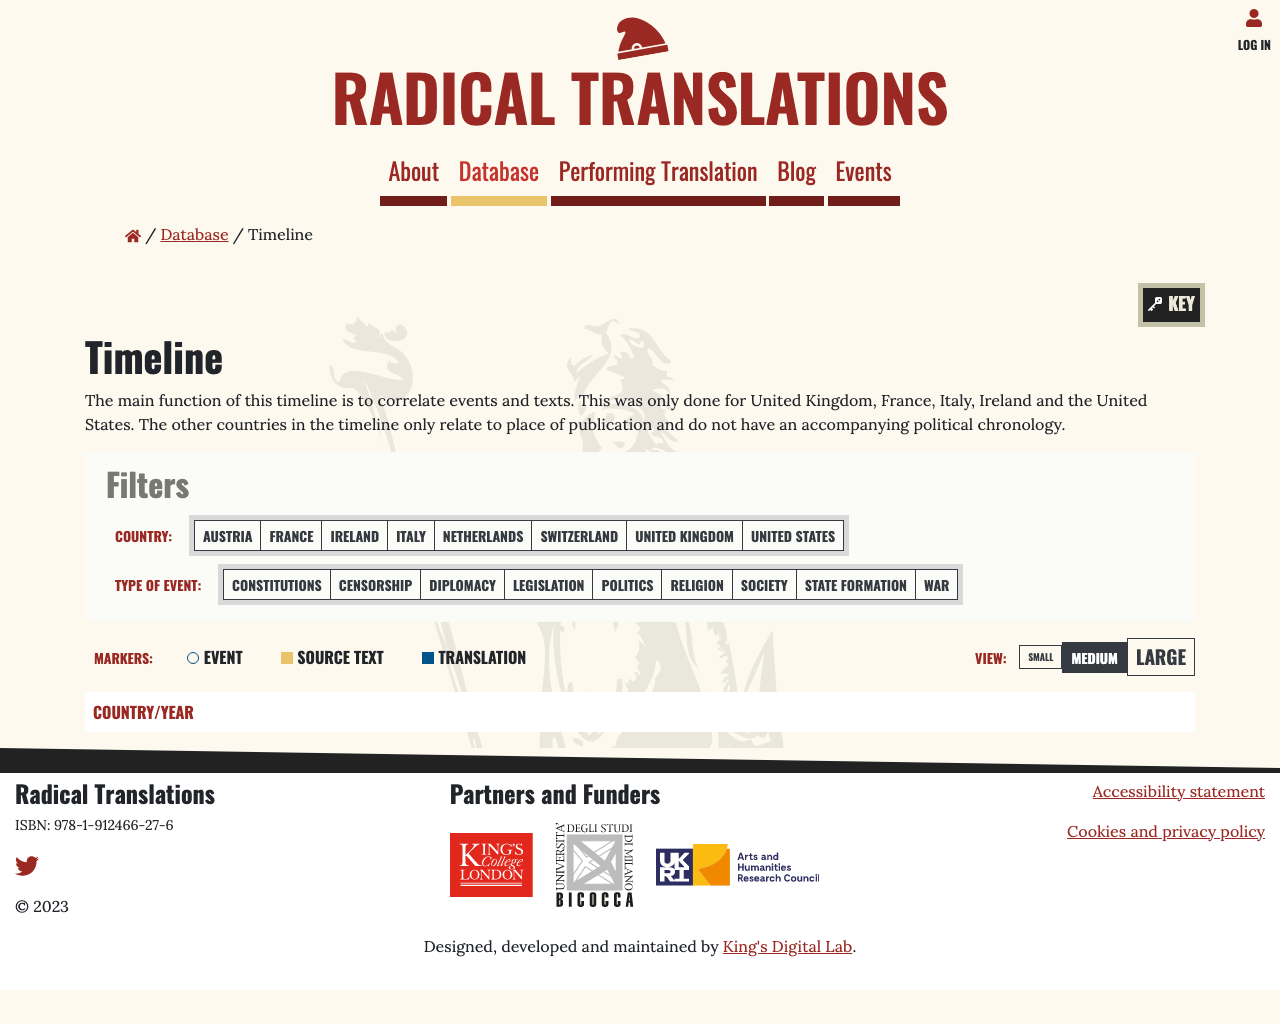 LOG IN
RADICAL TRANSLATIONS
About Database Performing Translation Blog Events
/ Database / Timeline
KEY
Timeline
The main function of this timeline is to correlate events and texts. This was only done for United Kingdom, France, Italy, Ireland and the United
States. The other countries in the timeline only relate to place of publication and do not have an accompanying political chronology.
Filters
COUNTRY: AUSTRIA FRANCE IRELAND ITALY NETHERLANDS SWITZERLAND UNITED KINGDOM UNITED STATES
TYPE OF EVENT: CONSTITUTIONS CENSORSHIP DIPLOMACY LEGISLATION POLITICS RELIGION SOCIETY STATE FORMATION WAR
MARKERS: EVENT SOURCE TEXT TRANSLATION VIEW: SMALL MEDIUM LARGE
COUNTRY/YEAR
Radical Translations
ISBN: 978-1-912466-27-6
© 2023
Partners and Funders
KING'S
College
LONDON
UNIVERSITA'
DEGLI STUDI
DI MILANO
BICOCCA
UKRI
Arts and
Humanities
Research Council
Accessibility statement
Cookies and privacy policy
Designed, developed and maintained by King's Digital Lab.